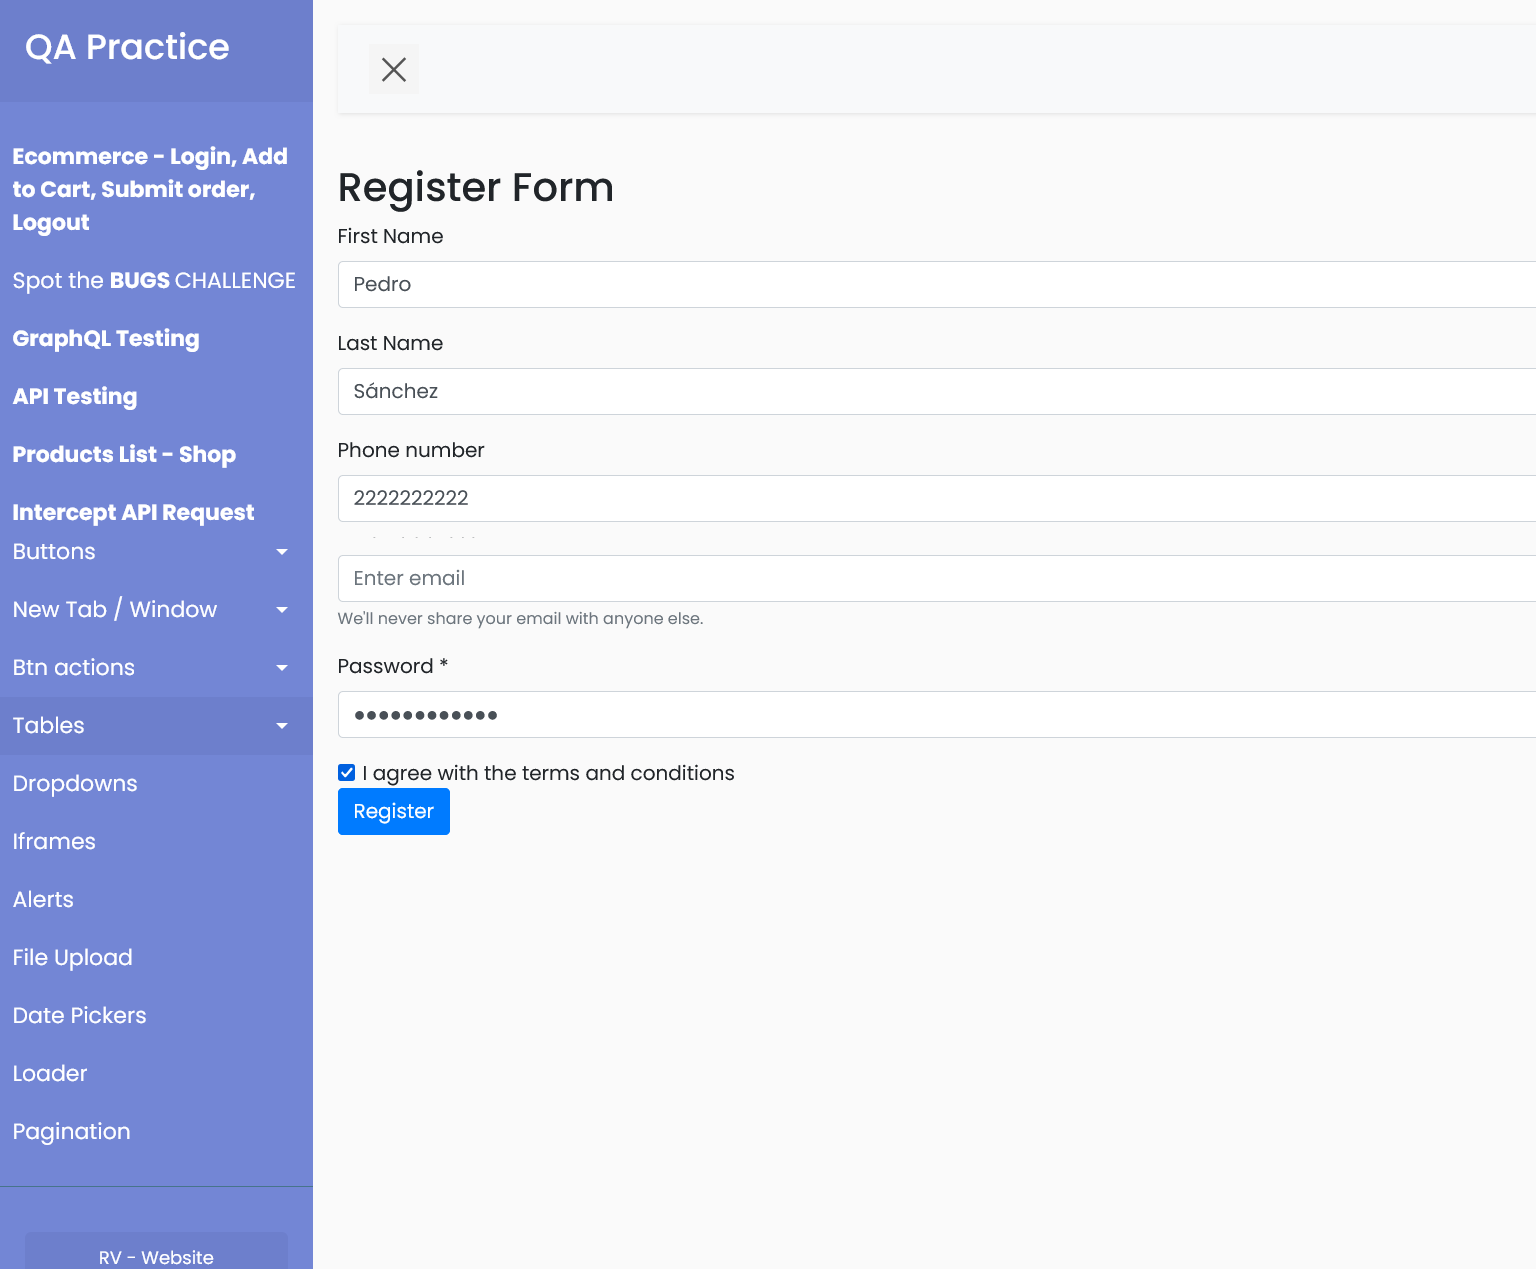 QA Practice
Ecommerce - Login, Add
to Cart, Submit order,
Logout
Spot the BUGS CHALLENGE
GraphQL Testing
API Testing
Products List - Shop
Intercept API Request
Buttons
New Tab / Window
Btn actions
Tables
Dropdowns
Iframes
Alerts
File Upload
Date Pickers
Loader
Pagination
RV - Website
Register Form
First Name
Pedro
Last Name
Sánchez
Phone number
2222222222
Enter email
We'll never share your email with anyone else.
Password *
I agree with the terms and conditions
Register